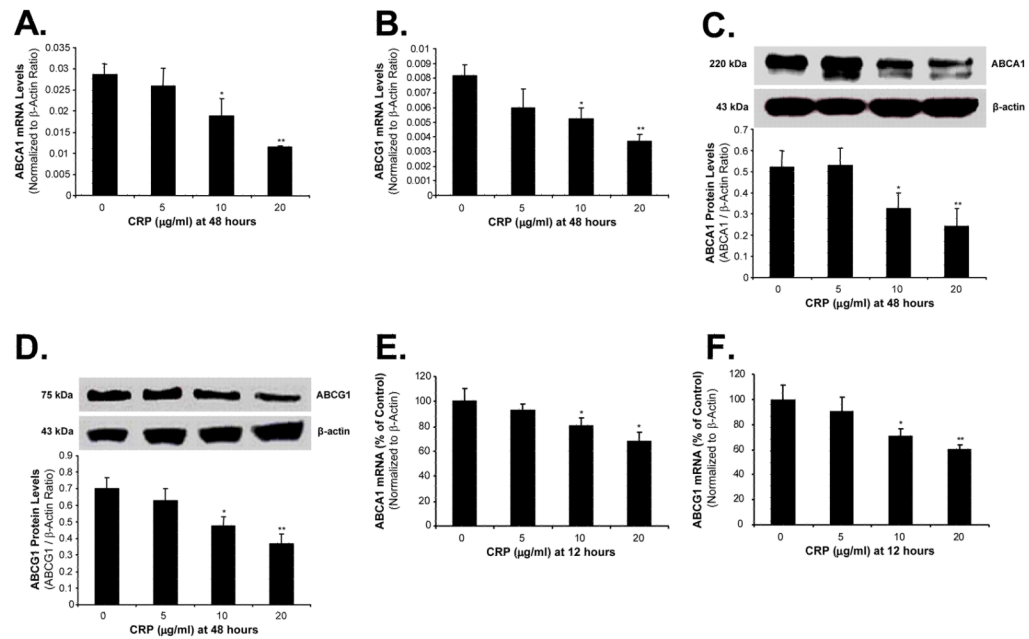 A.
ABCA1 mRNA Levels
(Normalized to β-Actin Ratio)
0.035
0.03
0.025
0.02
0.015
0.01
0.005
0
*
**
0 5 10 20
CRP (µg/ml) at 48 hours
B.
ABCG1 mRNA Levels
(Normalized to β-Actin Ratio)
0.01
0.009
0.008
0.007
0.006
0.005
0.004
0.003
0.002
0.001
0
*
**
0 5 10 20
CRP (µg/ml) at 48 hours
C.
220 kDa ABCA1
43 kDa β-actin
ABCA1 Protein Levels
(ABCA1 / β-Actin Ratio)
0.7
0.6
0.5
0.4
0.3
0.2
0.1
0
*
**
0 5 10 20
CRP (µg/ml) at 48 hours
D.
75 kDa ABCG1
43 kDa β-actin
ABCG1 Protein Levels
(ABCG1 / β-Actin Ratio)
0.9
0.8
0.7
0.6
0.5
0.4
0.3
0.2
0.1
0
*
**
0 5 10 20
CRP (µg/ml) at 48 hours
E.
ABCA1 mRNA (% of Control)
(Normalized to β-Actin)
120
100
80
60
40
20
0
*
*
0 5 10 20
CRP (µg/ml) at 12 hours
F.
ABCG1 mRNA (% of Control)
(Normalized to β-Actin)
120
100
80
60
40
20
0
*
**
0 5 10 20
CRP (µg/ml) at 12 hours